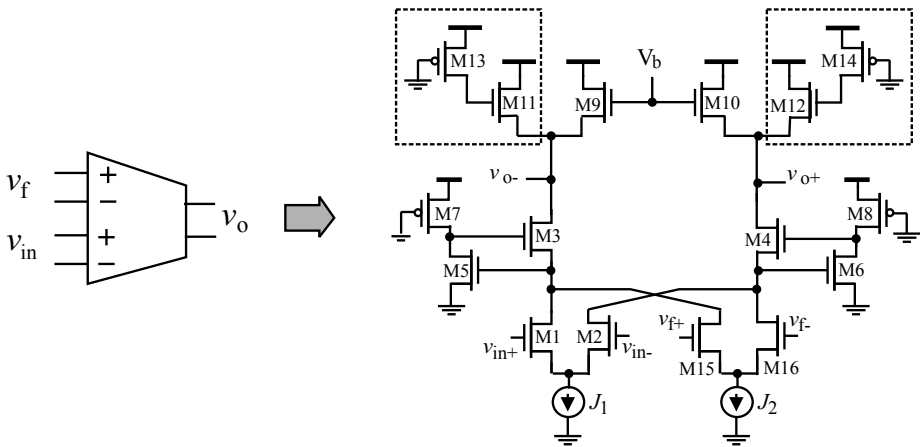 M13
M11
M9
V_b
M10
M12
M14
v_o-
v_o+
v_f
+
−
v_in
+
−
v_o
M7
M3
M5
M8
M4
M6
v_in+
M1
M2
v_in-
v_f+
M15
v_f-
M16
J_1
J_2